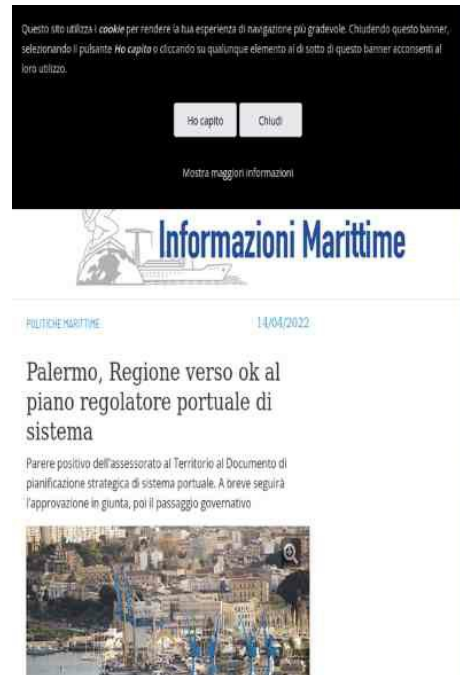 Questo sito utilizza i cookie per rendere la tua esperienza di navigazione più gradevole. Chiudendo questo banner,
selezionando il pulsante Ho capito o cliccando su qualunque elemento al di sotto di questo banner acconsenti al
loro utilizzo.
Ho capito
Chiudi
Mostra maggiori informazioni
Informazioni Marittime
POLITICHE MARITTIME
14/04/2022
Palermo, Regione verso ok al
piano regolatore portuale di
sistema
Parere positivo dell'assessorato al Territorio al Documento di
pianificazione strategica di sistema portuale. A breve seguirà
l'approvazione in giunta, poi il passaggio governativo